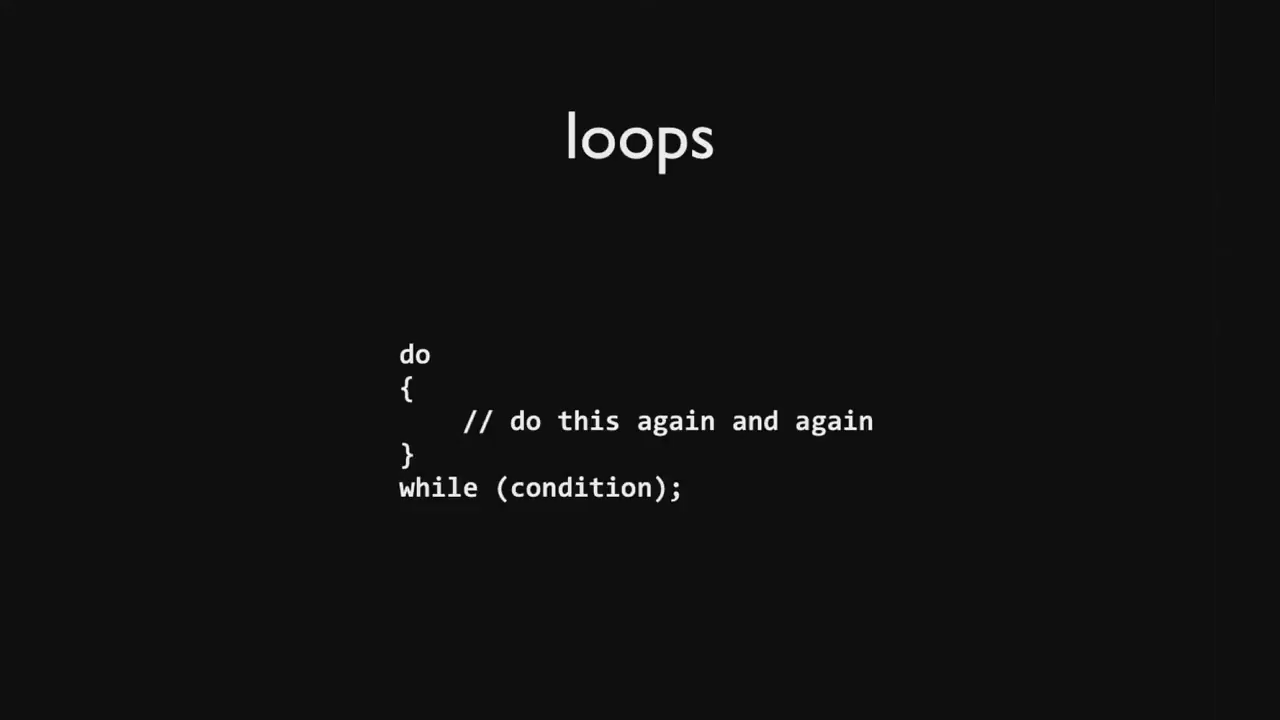 loops
do
{
    // do this again and again
}
while (condition);